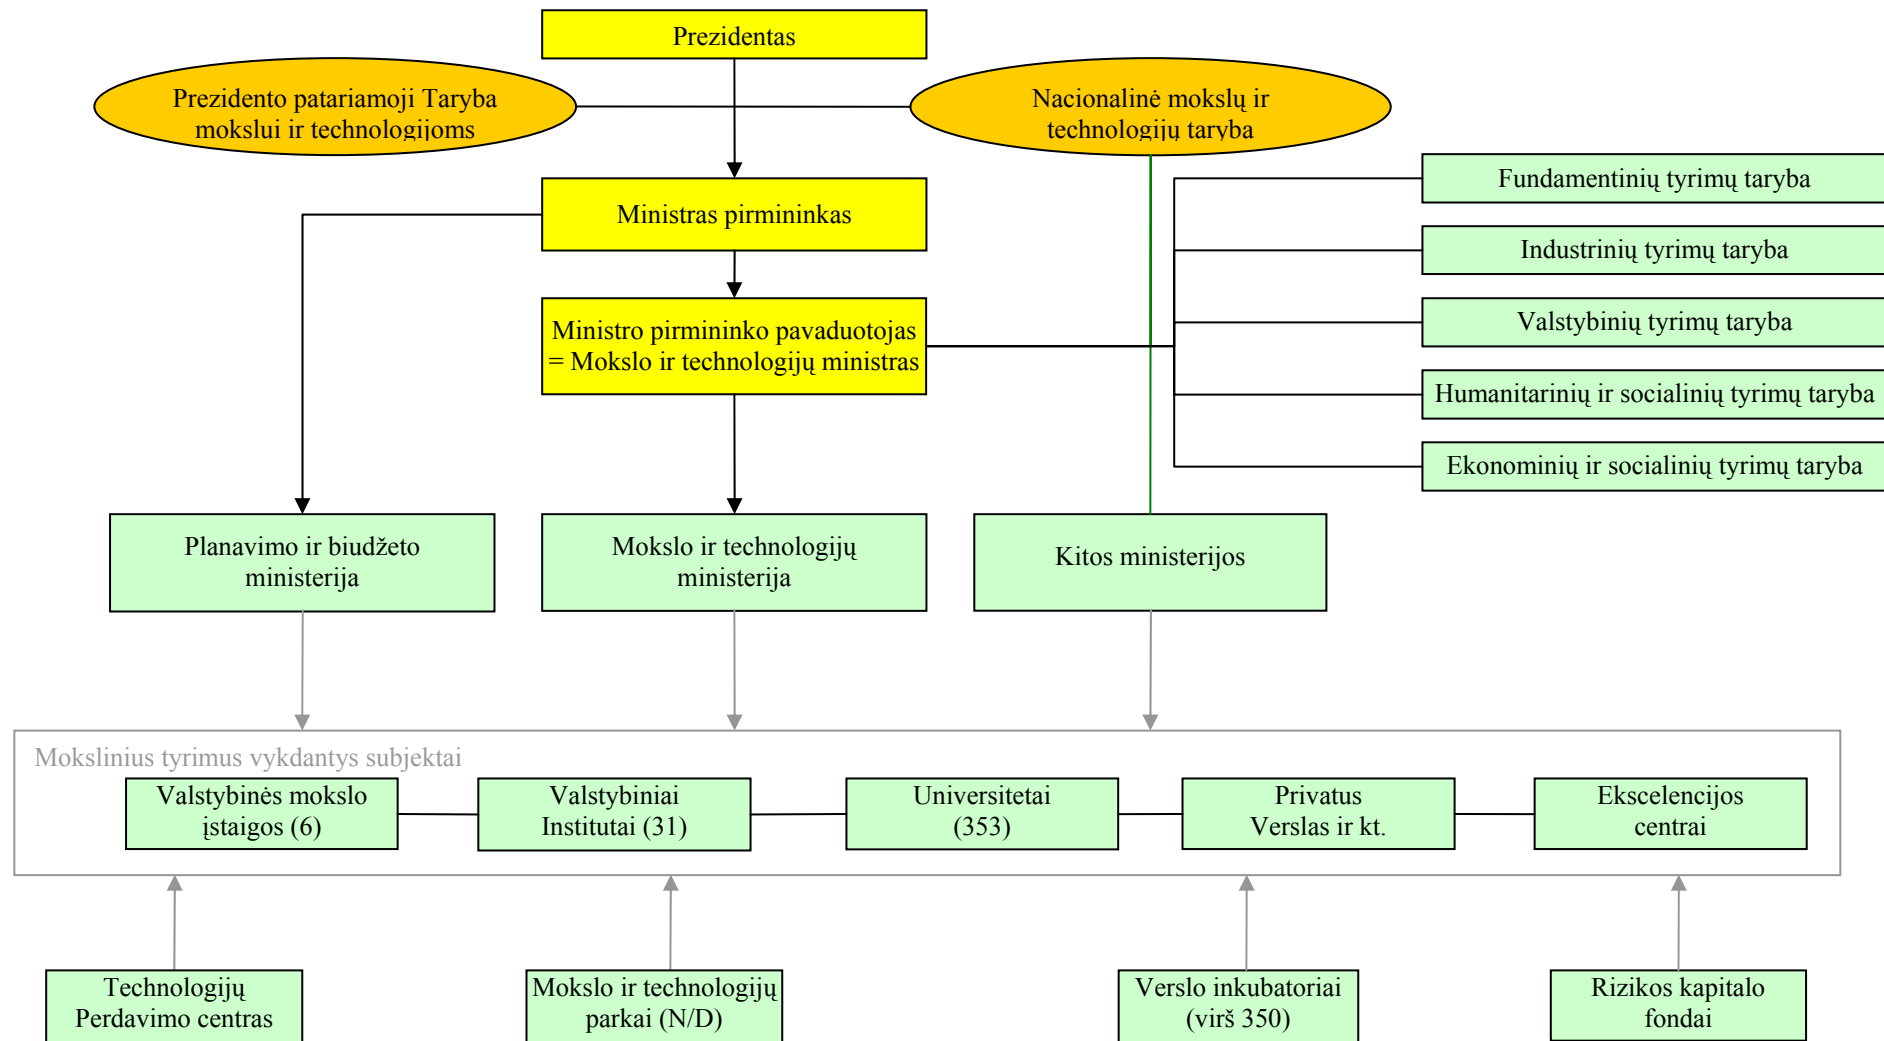 Prezidentas
Prezidento patariamoji Taryba
mokslui ir technologijoms
Nacionalinė mokslų ir
technologijų taryba
Fundamentinių tyrimų taryba
Ministras pirmininkas
Industrinių tyrimų taryba
Ministro pirmininko pavaduotojas
= Mokslo ir technologijų ministras
Valstybinių tyrimų taryba
Humanitarinių ir socialinių tyrimų taryba
Ekonominių ir socialinių tyrimų taryba
Planavimo ir biudžeto
ministerija
Mokslo ir technologijų
ministerija
Kitos ministerijos
Mokslinius tyrimus vykdantys subjektai
Valstybinės mokslo
įstaigos (6)
Valstybiniai
Institutai (31)
Universitetai
(353)
Privatus
Verslas ir kt.
Ekscelencijos
centrai
Technologijų
Perdavimo centras
Mokslo ir technologijų
parkai (N/D)
Verslo inkubatoriai
(virš 350)
Rizikos kapitalo
fondai